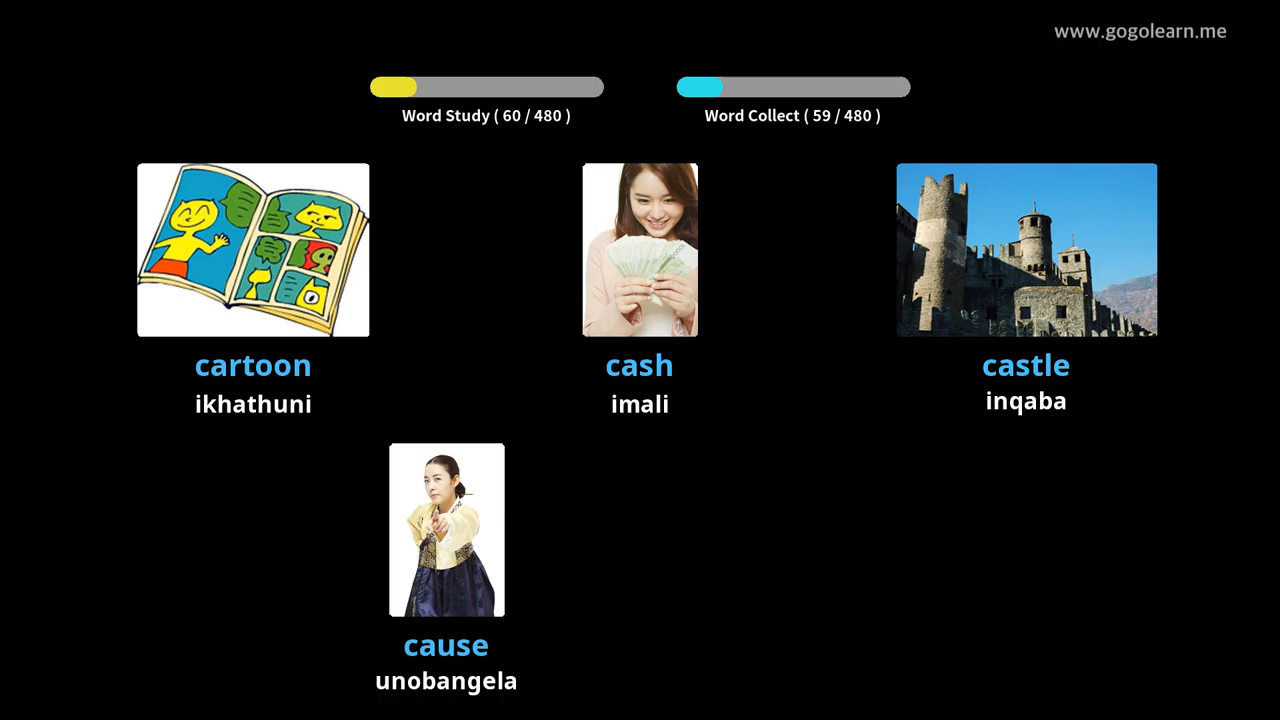 www.gogolearn.me
Word Study ( 60 / 480 )
Word Collect ( 59 / 480 )
cartoon
ikhathuni
cash
imali
castle
inqaba
cause
unobangela